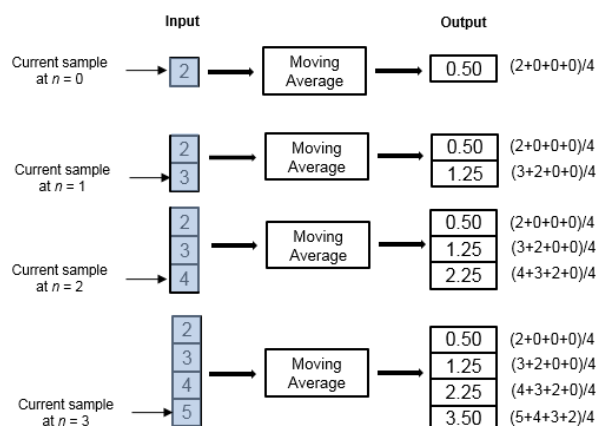 Input
Output
Current sample
at n = 0
2
Moving
Average
0.50
(2+0+0+0)/4
Current sample
at n = 1
2
3
Moving
Average
0.50
(2+0+0+0)/4
1.25
(3+2+0+0)/4
Current sample
at n = 2
2
3
4
Moving
Average
0.50
(2+0+0+0)/4
1.25
(3+2+0+0)/4
2.25
(4+3+2+0)/4
Current sample
at n = 3
2
3
4
5
Moving
Average
0.50
(2+0+0+0)/4
1.25
(3+2+0+0)/4
2.25
(4+3+2+0)/4
3.50
(5+4+3+2)/4